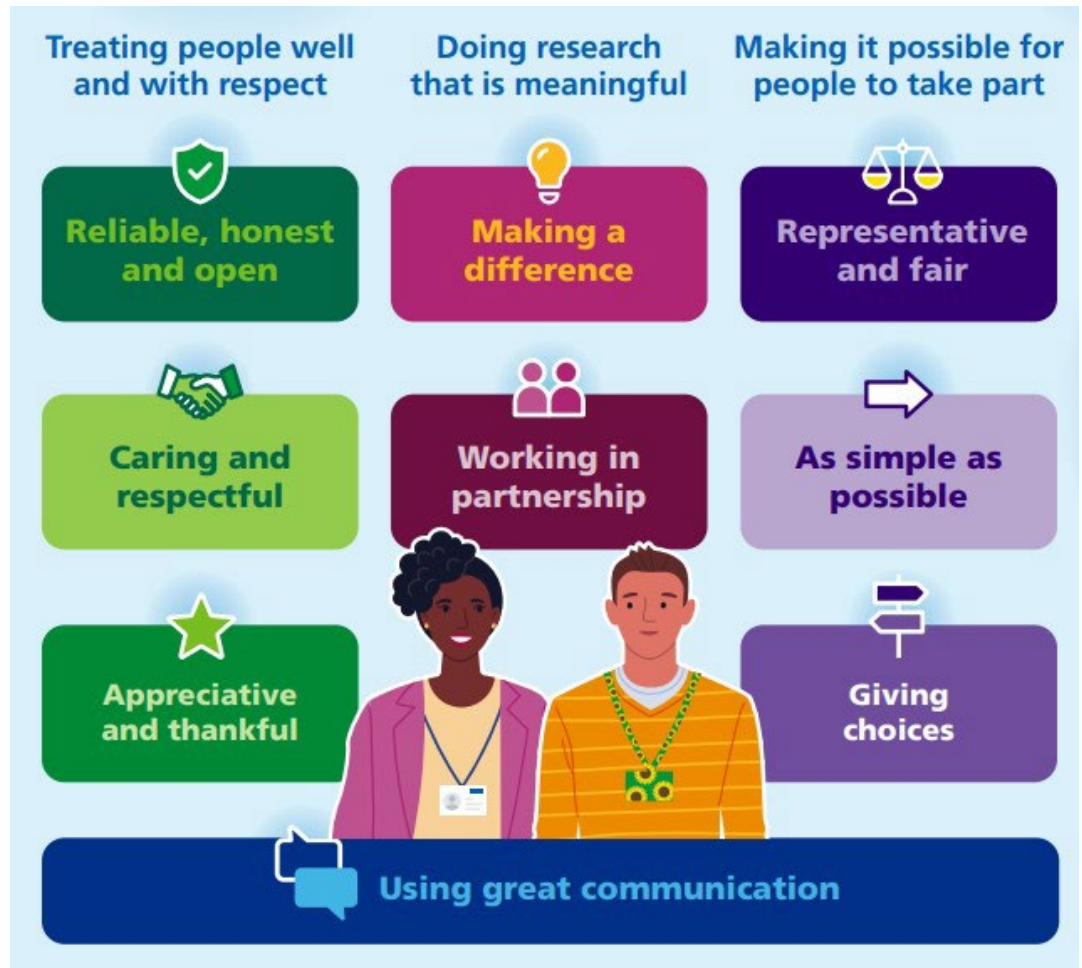 Treating people well
and with respect
Doing research
that is meaningful
Making it possible for
people to take part
Reliable, honest
and open
Making a
difference
Representative
and fair
Caring and
respectful
Working in
partnership
As simple as
possible
Appreciative
and thankful
Giving
choices
Using great communication